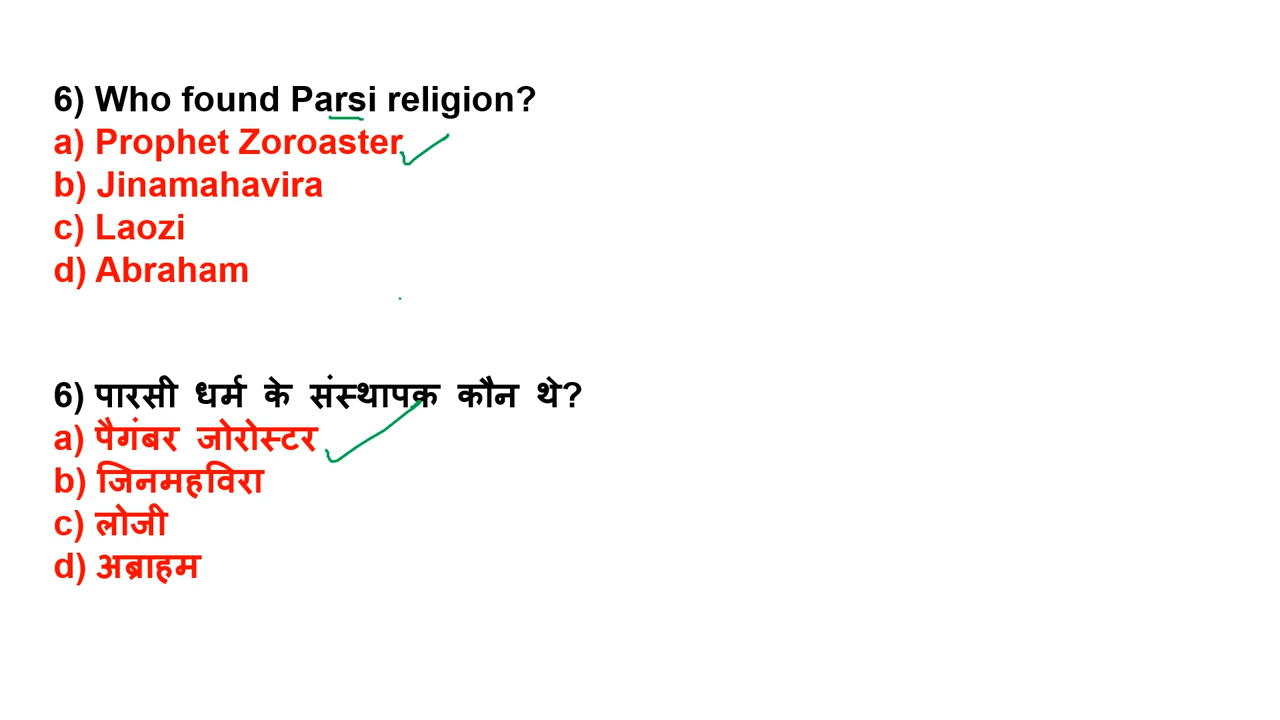 6) Who found Parsi religion?
a) Prophet Zoroaster
b) Jinamahavira
c) Laozi
d) Abraham
6) पारसी धर्म के संस्थापक कौन थे?
a) पैगंबर जोरोस्टर
b) जिनमहविरा
c) लोजी
d) अब्राहम